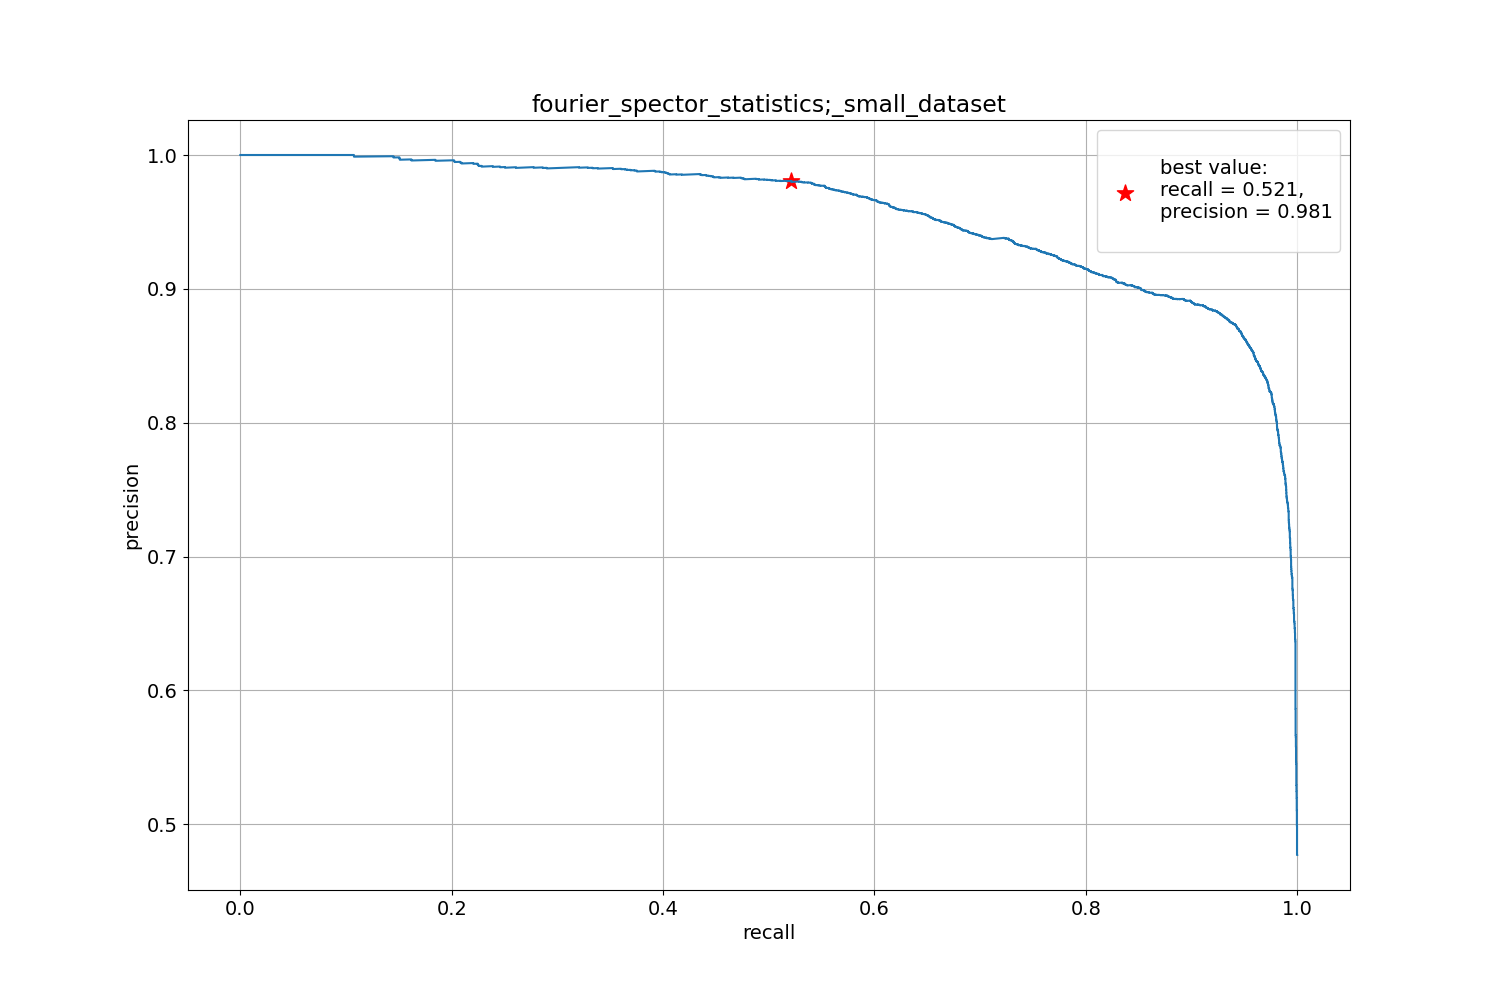 fourier_spector_statistics;_small_dataset
best value:
recall = 0.521,
precision = 0.981
precision
1.0
0.9
0.8
0.7
0.6
0.5
0.0
0.2
0.4
0.6
0.8
1.0
recall